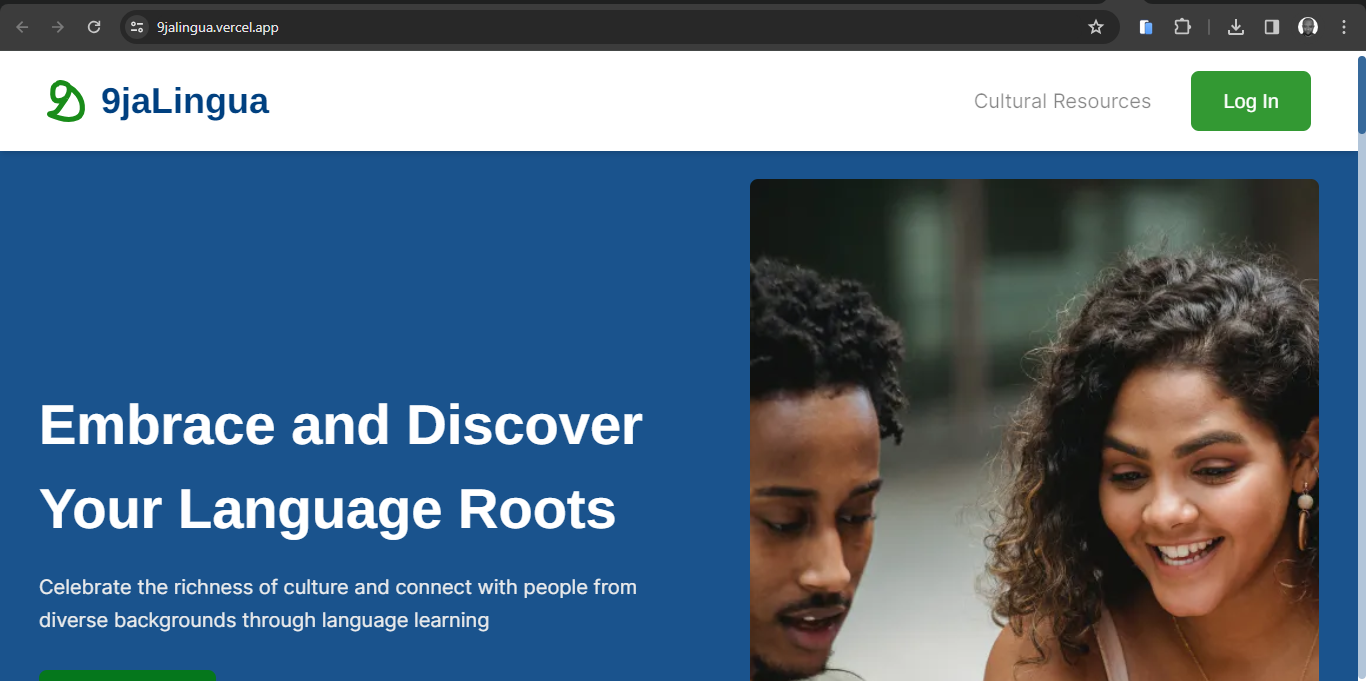 9jalingua.vercel.app
9jaLingua
Cultural Resources
Log In
Embrace and Discover
Your Language Roots
Celebrate the richness of culture and connect with people from
diverse backgrounds through language learning